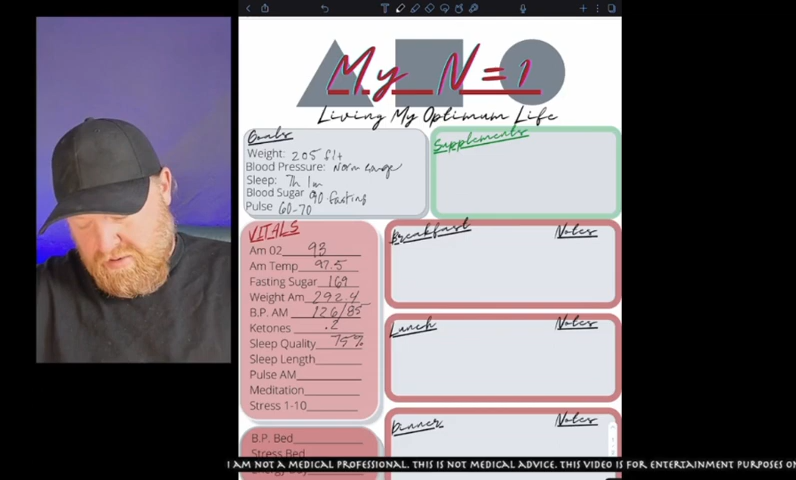 My N=1
Living My Optimum Life
Goals
Weight: 205
Blood Pressure: Norm range
Sleep: 7h 1m
Blood Sugar 90 fasting
Pulse 60-70
Supplements
VITALS
Am 02 93
Am Temp 97.5
Fasting Sugar 169
Weight Am 292.4
B.P. AM 126/85
Ketones .2
Sleep Quality 75%
Sleep Length
Pulse AM
Meditation
Stress 1-10
Breakfast Notes
Lunch Notes
Dinner Notes
B.P. Bed
Stress Bed
I AM NOT A MEDICAL PROFESSIONAL. THIS IS NOT MEDICAL ADVICE. THIS VIDEO IS FOR ENTERTAINMENT PURPOSES ON